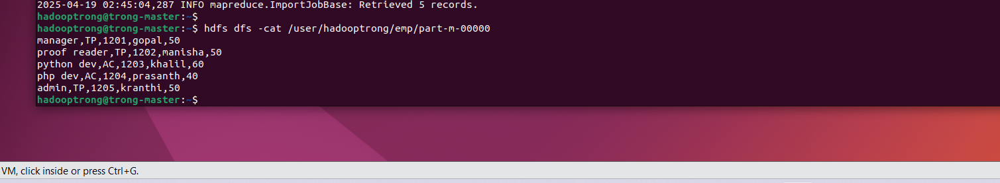 2025-04-19 02:45:04,287 INFO mapreduce.ImportJobBase: Retrieved 5 records.
hadooptrong@trong-master:~$
hadooptrong@trong-master:~$ hdfs dfs -cat /user/hadooptrong/emp/part-m-00000
manager,TP,1201,gopal,50
proof reader,TP,1202,manisha,50
python dev,AC,1203,khalil,60
php dev,AC,1204,prasanth,40
admin,TP,1205,kranthi,50
hadooptrong@trong-master:~$
VM, click inside or press Ctrl+G.